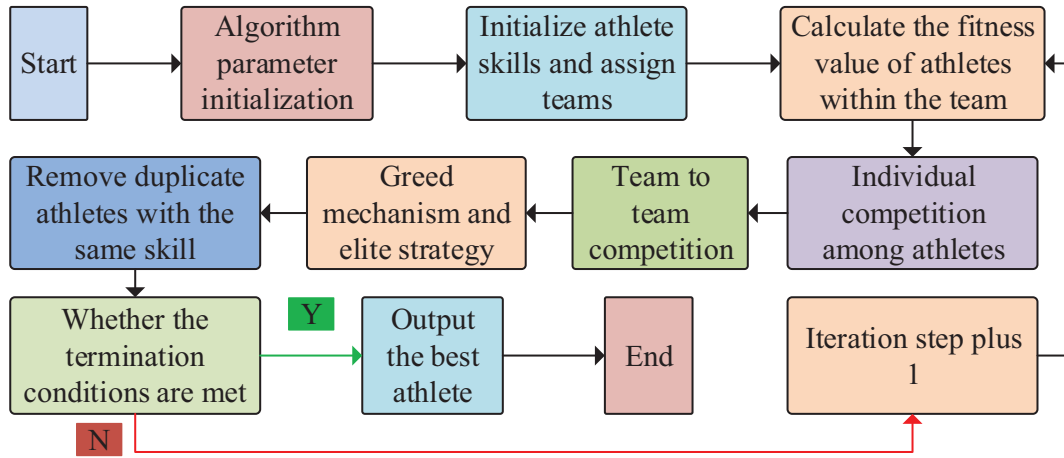 Start
Algorithm
parameter
initialization
Initialize athlete
skills and assign
teams
Calculate the fitness
value of athletes
within the team
Remove duplicate
athletes with the
same skill
Greed
mechanism and
elite strategy
Team to
team
competition
Individual
competition
among athletes
Whether the
termination
conditions are met
Y
Output
the best
athlete
End
Iteration step plus
1
N